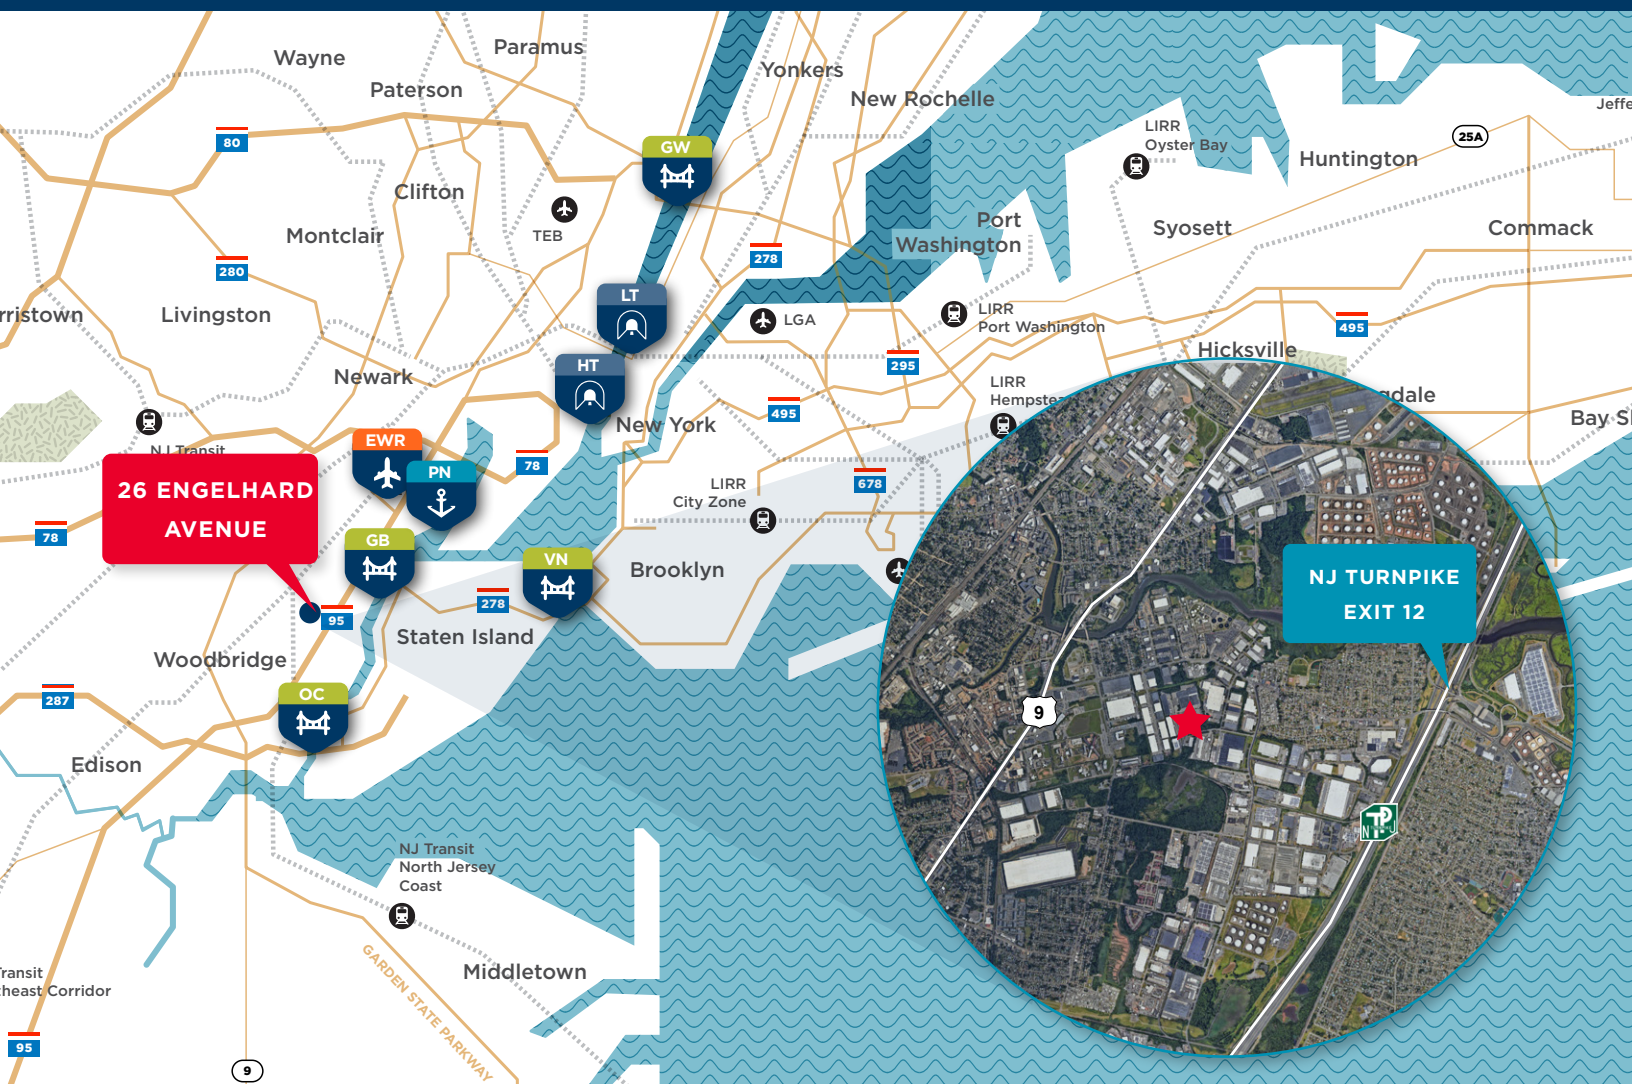 Wayne
Paramus
Paterson
Yonkers
New Rochelle
Jeffe
80
GW
LIRR
Oyster Bay
25A
Huntington
Clifton
TEB
Montclair
Port
Washington
Syosett
Commack
278
280
LT
rristown
Livingston
LGA
LIRR
Port Washington
495
Hicksville
HT
295
Newark
LIRR
Hempste
gdale
495
New York
Bay S
EWR
NJ Transit
PN
78
678
26 ENGELHARD
AVENUE
LIRR
City Zone
78
GB
VN
Brooklyn
NJ TURNPIKE
EXIT 12
278
95
Staten Island
Woodbridge
OC
287
9
Edison
NJ Transit
North Jersey
Coast
Middletown
GARDEN STATE PARKWAY
ransit
heast Corridor
95
9